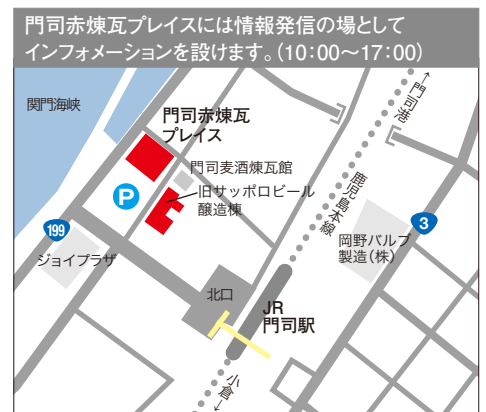 門司赤煉瓦プレイスには情報発信の場として
インフォメーションを設けます。(10:00〜17:00)
関門海峡
門司赤煉瓦
プレイス
←門司港
門司麦酒煉瓦館
旧サッポロビール
醸造棟
P
鹿児島本線
199
3
ジョイプラザ
岡野バルブ
製造(株)
北口
JR
門司駅
小倉→